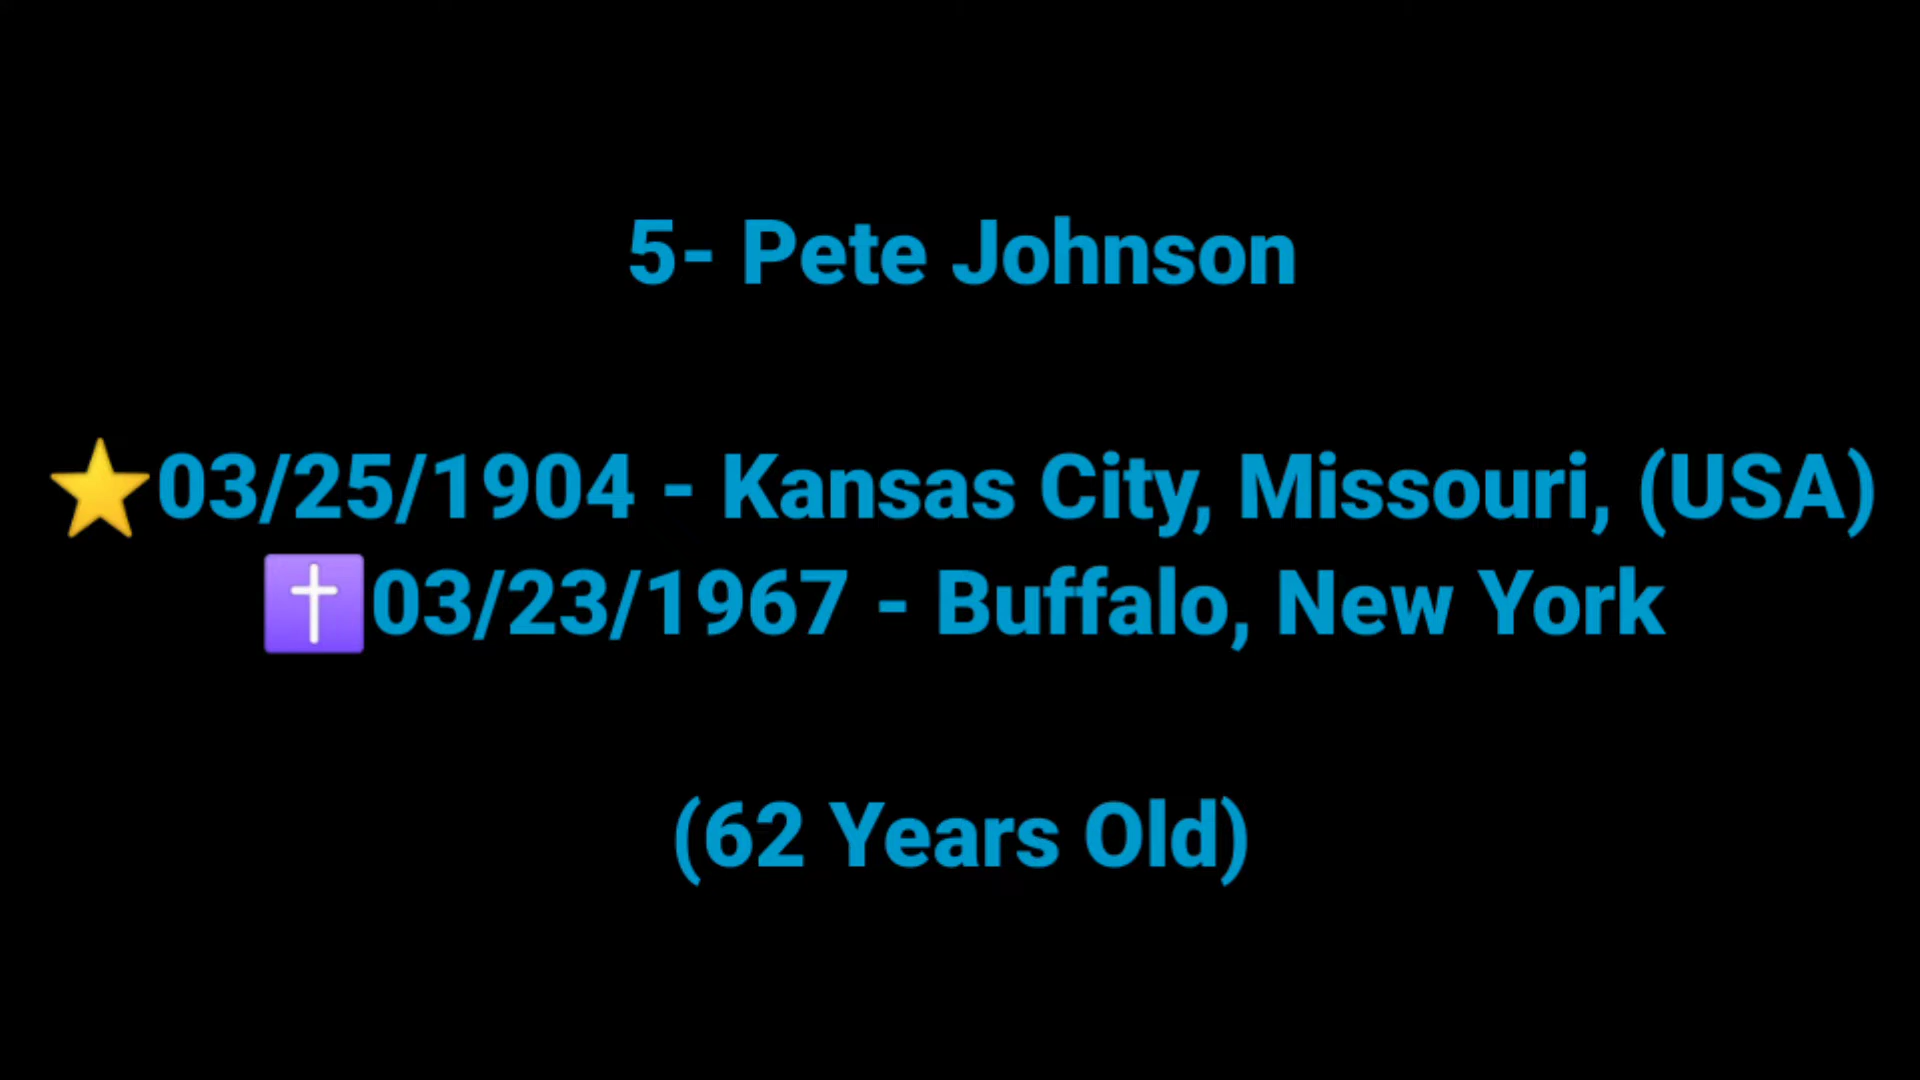 5- Pete Johnson
⭐03/25/1904 - Kansas City, Missouri, (USA)
✝️03/23/1967 - Buffalo, New York
(62 Years Old)